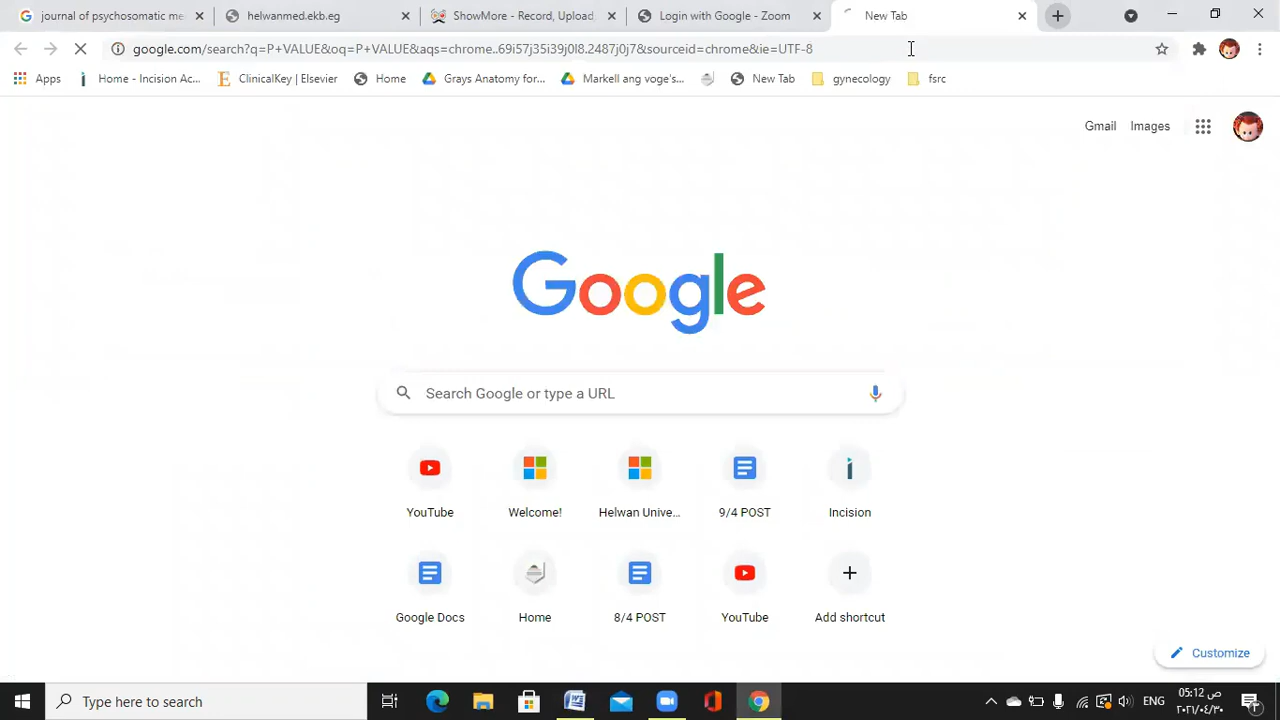 journal of psychosomatic me
helwanmed.ekb.eg
ShowMore - Record, Upload
Login with Google - Zoom
New Tab
google.com/search?q=P+VALUE&oq=P+VALUE&aqs=chrome..69i57j35i39j0l8.2487j0j7&sourceid=chrome&ie=UTF-8
Apps
Home - Incision Ac...
ClinicalKey | Elsevier
Home
Grays Anatomy for...
Markell ang voge's...
New Tab
gynecology
fsrc
Gmail
Images
Google
Search Google or type a URL
YouTube
Welcome!
Helwan Unive...
9/4 POST
Incision
Google Docs
Home
8/4 POST
YouTube
Add shortcut
Customize
Type here to search
ENG
05:12 ص
٢٠٢١/٠٤/٣٠